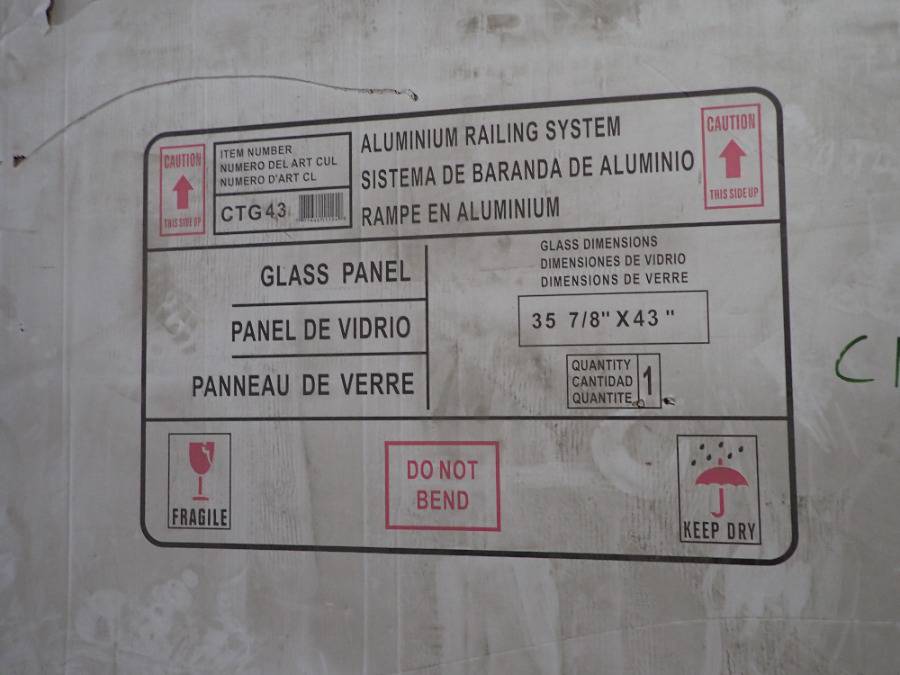 CAUTION
THIS SIDE UP
ITEM NUMBER
NUMERO DEL ART CUL
NUMERO D'ART CL
CTG43
ALUMINIUM RAILING SYSTEM
SISTEMA DE BARANDA DE ALUMINIO
RAMPE EN ALUMINIUM
CAUTION
THIS SIDE UP
GLASS PANEL
PANEL DE VIDRIO
PANNEAU DE VERRE
GLASS DIMENSIONS
DIMENSIONES DE VIDRIO
DIMENSIONS DE VERRE
35 7/8" X 43 "
QUANTITY
CANTIDAD
QUANTITE
1
FRAGILE
DO NOT
BEND
KEEP DRY